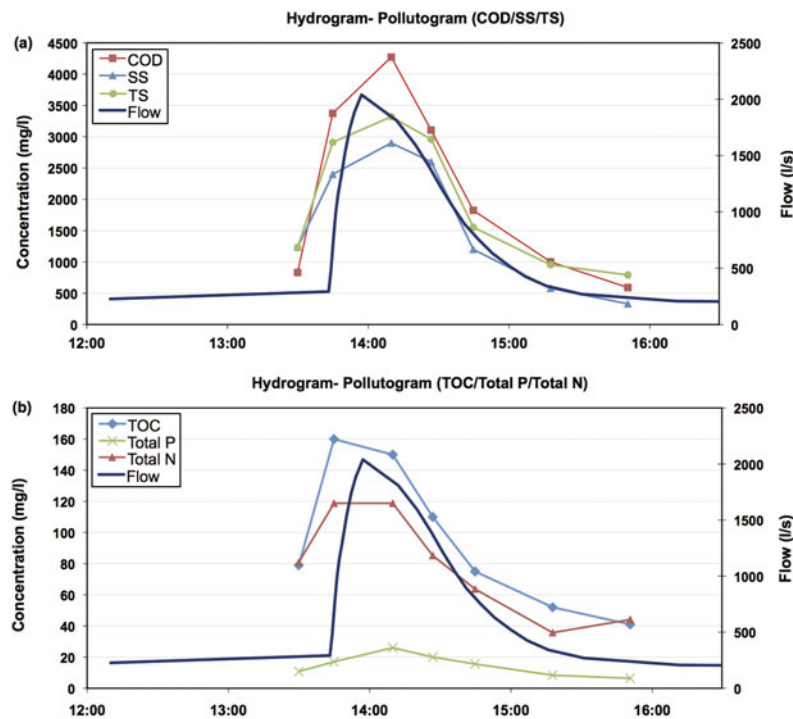 Hydrogram- Pollutogram (COD/SS/TS)
(a)
COD
SS
TS
Flow
Concentration (mg/l)
4500
4000
3500
3000
2500
2000
1500
1000
500
0
Flow (l/s)
2500
2000
1500
1000
500
0
12:00 13:00 14:00 15:00 16:00
Hydrogram- Pollutogram (TOC/Total P/Total N)
(b)
TOC
Total P
Total N
Flow
Concentration (mg/l)
180
160
140
120
100
80
60
40
20
0
Flow (l/s)
2500
2000
1500
1000
500
0
12:00 13:00 14:00 15:00 16:00